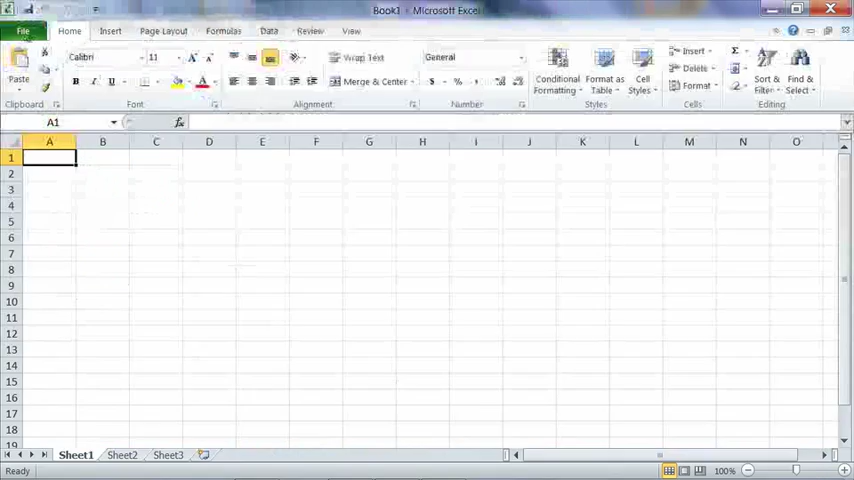 Book1 - Microsoft Excel
File Home Insert Page Layout Formulas Data Review View
Paste
Calibri 11
B I U A
Wrap Text
Merge & Center
General
$ % ,
Conditional Formatting
Format as Table
Cell Styles
Insert
Delete
Format
Σ
Sort & Filter
Find & Select
Clipboard Font Alignment Number Styles Cells Editing
A1 fx
A B C D E F G H I J K L M N O
1
2
3
4
5
6
7
8
9
10
11
12
13
14
15
16
17
18
19
Sheet1 Sheet2 Sheet3
Ready 100%